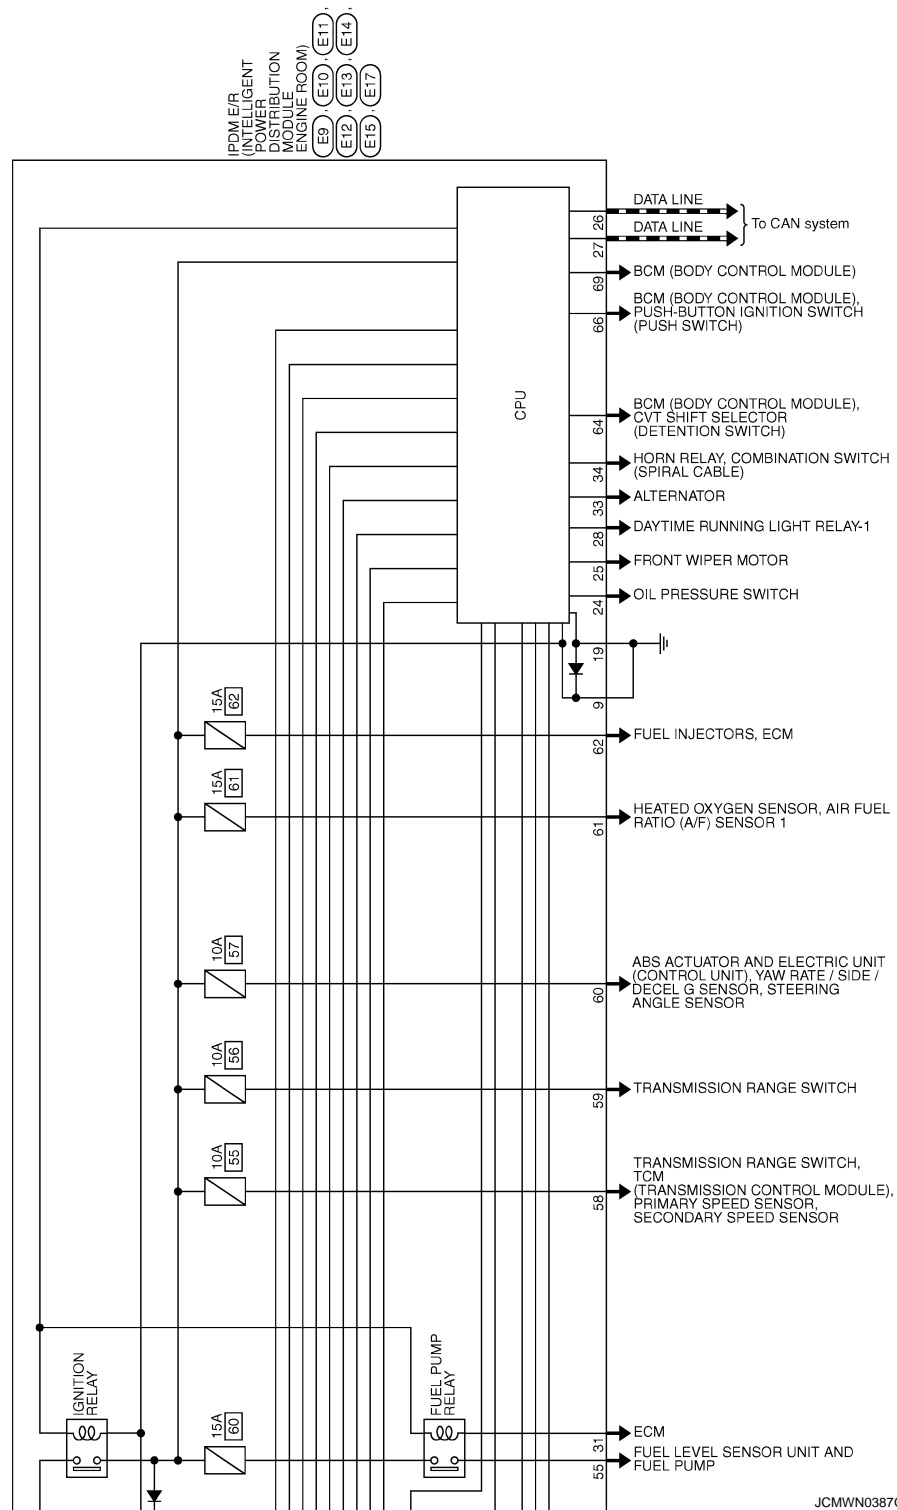 IPDM E/R
(INTELLIGENT
POWER
DISTRIBUTION
MODULE
ENGINE ROOM)
E9 , E10 , E11 ,
E12 , E13 , E14 ,
E15 , E17
CPU
26 DATA LINE
27 DATA LINE
To CAN system
69 BCM (BODY CONTROL MODULE)
66 BCM (BODY CONTROL MODULE),
PUSH-BUTTON IGNITION SWITCH
(PUSH SWITCH)
64 BCM (BODY CONTROL MODULE),
CVT SHIFT SELECTOR
(DETENTION SWITCH)
34 HORN RELAY, COMBINATION SWITCH
(SPIRAL CABLE)
33 ALTERNATOR
28 DAYTIME RUNNING LIGHT RELAY-1
25 FRONT WIPER MOTOR
24 OIL PRESSURE SWITCH
19
9
15A 62
62 FUEL INJECTORS, ECM
15A 61
61 HEATED OXYGEN SENSOR, AIR FUEL
RATIO (A/F) SENSOR 1
10A 57
60 ABS ACTUATOR AND ELECTRIC UNIT
(CONTROL UNIT), YAW RATE / SIDE /
DECEL G SENSOR, STEERING
ANGLE SENSOR
10A 56
59 TRANSMISSION RANGE SWITCH
10A 55
58 TRANSMISSION RANGE SWITCH,
TCM
(TRANSMISSION CONTROL MODULE),
PRIMARY SPEED SENSOR,
SECONDARY SPEED SENSOR
IGNITION
RELAY
15A 60
FUEL PUMP
RELAY
31 ECM
55 FUEL LEVEL SENSOR UNIT AND
FUEL PUMP